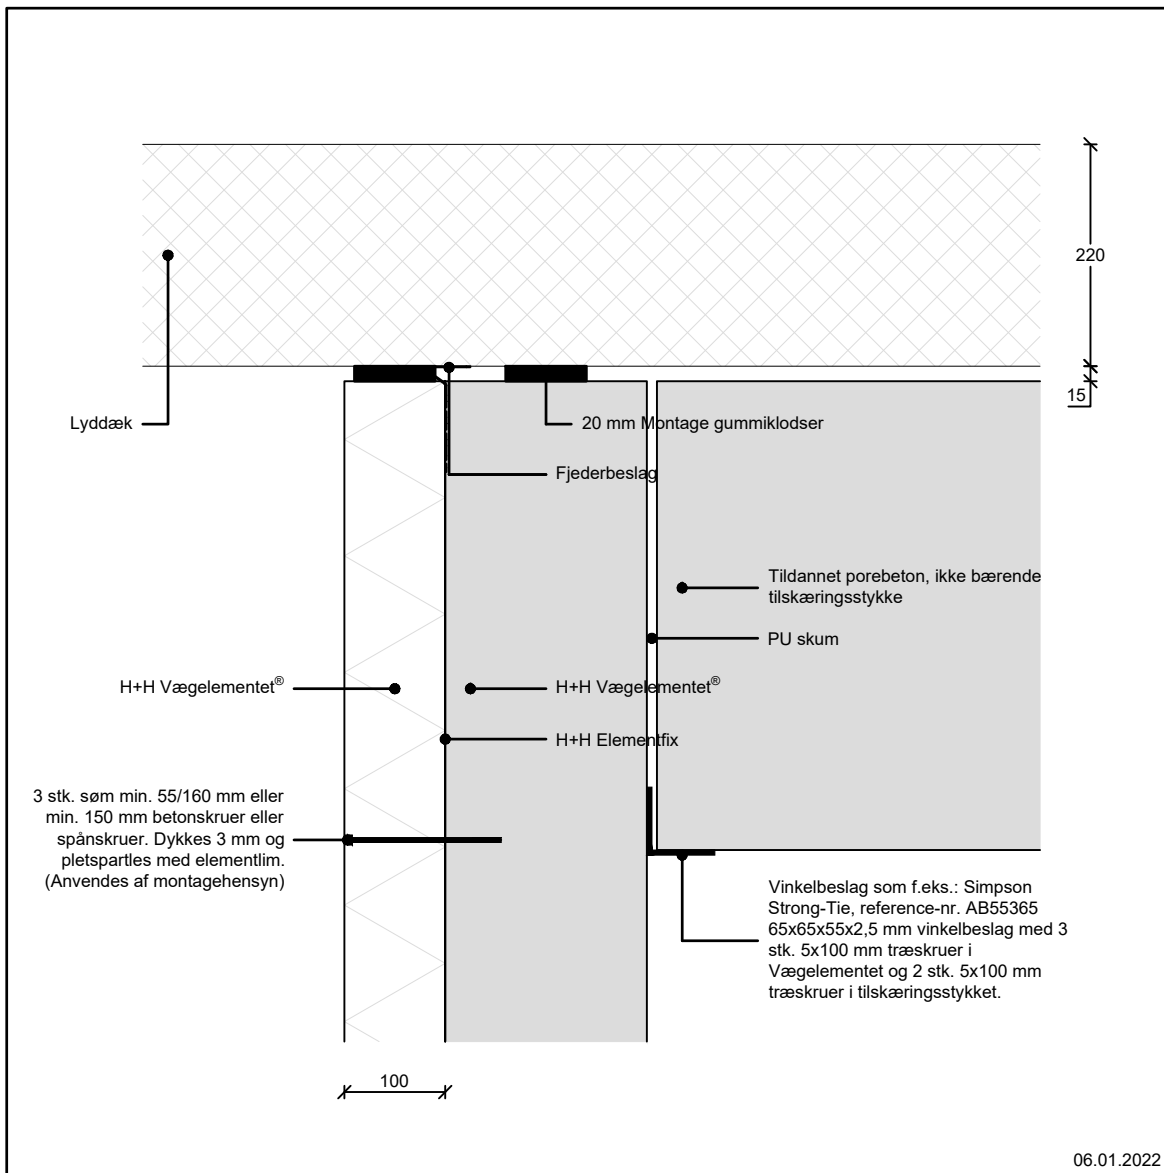 220
15
Lyddæk
20 mm Montage gummiklodser
Fjederbeslag
Tildannet porebeton, ikke bærende
tilskæringsstykke
PU skum
H+H Vægelementet®
H+H Vægelementet®
H+H Elementfix
3 stk. søm min. 55/160 mm eller
min. 150 mm betonskruer eller
spånskruer. Dykkes 3 mm og
pletspartles med elementlim.
(Anvendes af montagehensyn)
Vinkelbeslag som f.eks.: Simpson
Strong-Tie, reference-nr. AB55365
65x65x55x2,5 mm vinkelbeslag med 3
stk. 5x100 mm træskruer i
Vægelementet og 2 stk. 5x100 mm
træskruer i tilskæringsstykket.
100
06.01.2022